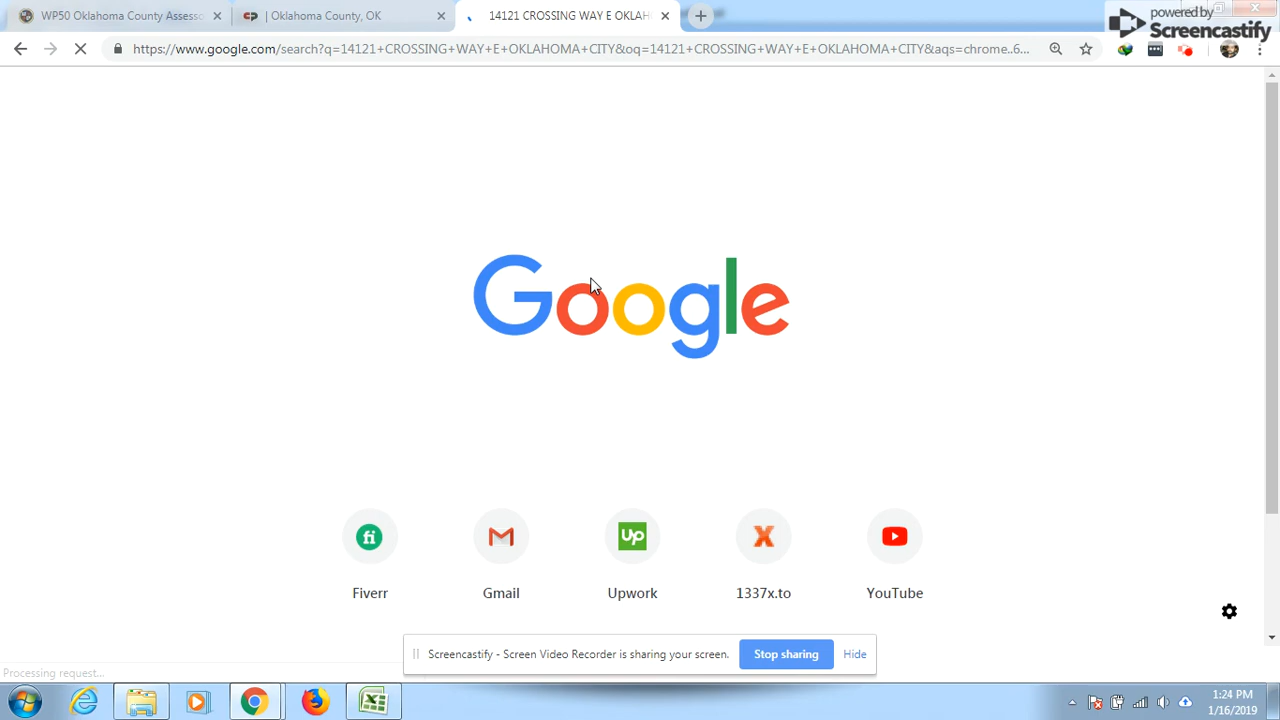 WP50 Oklahoma County Assesso
| Oklahoma County, OK
14121 CROSSING WAY E OKLAH
powered by
Screencastify
https://www.google.com/search?q=14121+CROSSING+WAY+E+OKLAHOMA+CITY&oq=14121+CROSSING+WAY+E+OKLAHOMA+CITY&aqs=chrome..6...
Google
fi
Up
X
Fiverr
Gmail
Upwork
1337x.to
YouTube
Screencastify - Screen Video Recorder is sharing your screen.
Stop sharing
Hide
Processing request...
1:24 PM
1/16/2019